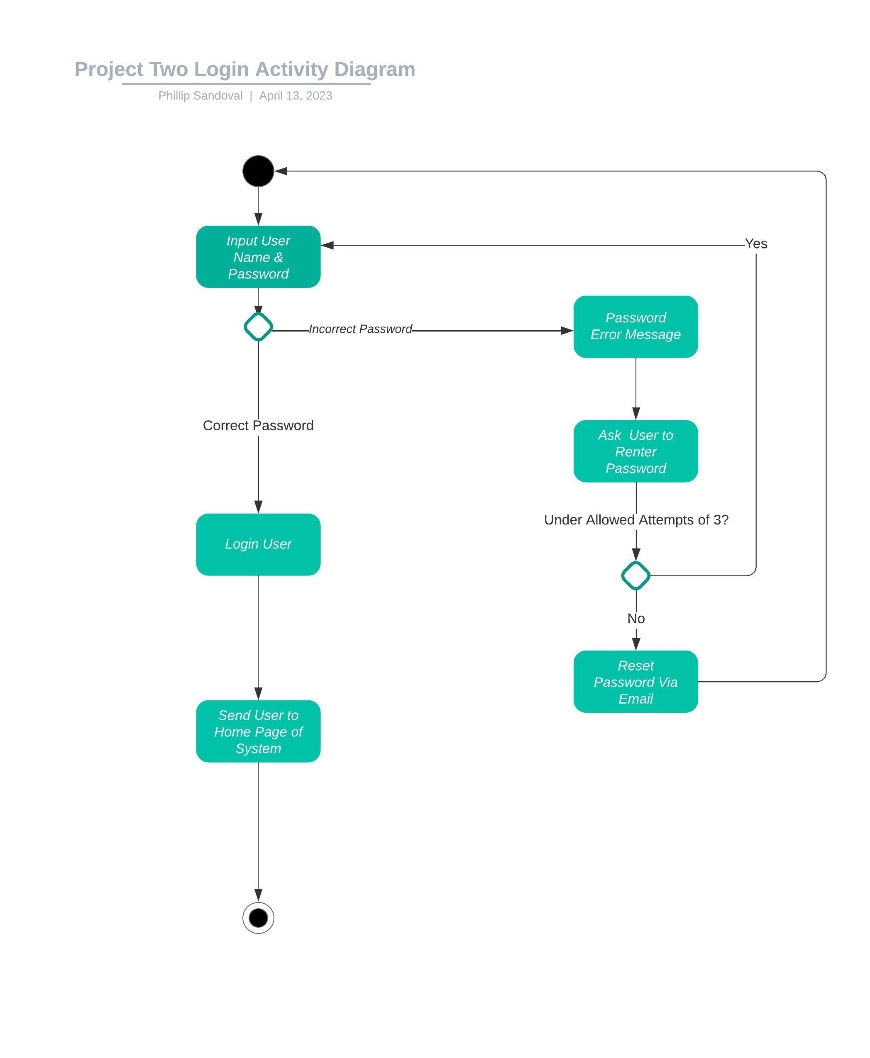 Project Two Login Activity Diagram
Phillip Sandoval | April 13, 2023
Input User
Name &
Password
Yes
Incorrect Password
Password
Error Message
Correct Password
Ask User to
Renter
Password
Under Allowed Attempts of 3?
Login User
No
Reset
Password Via
Email
Send User to
Home Page of
System